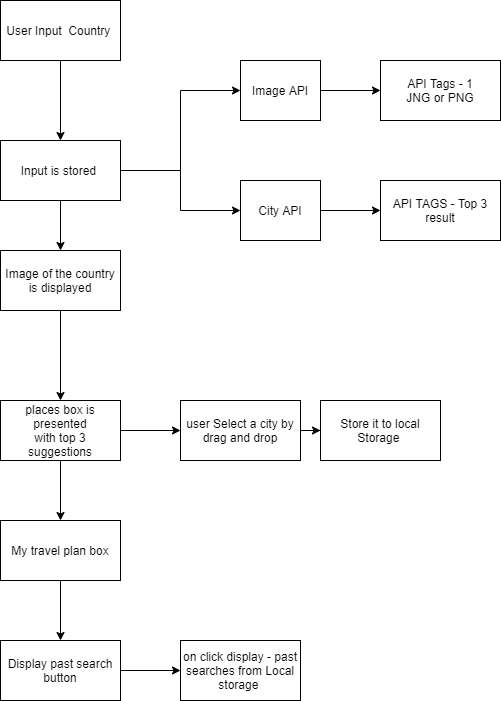 User Input  Country
Image API
API Tags - 1
JNG or PNG
Input is stored
City API
API TAGS - Top 3
result
Image of the country
is displayed
places box is
presented
with top 3
suggestions
user Select a city by
drag and drop
Store it to local
Storage
My travel plan box
Display past search
button
on click display - past
searches from Local
storage